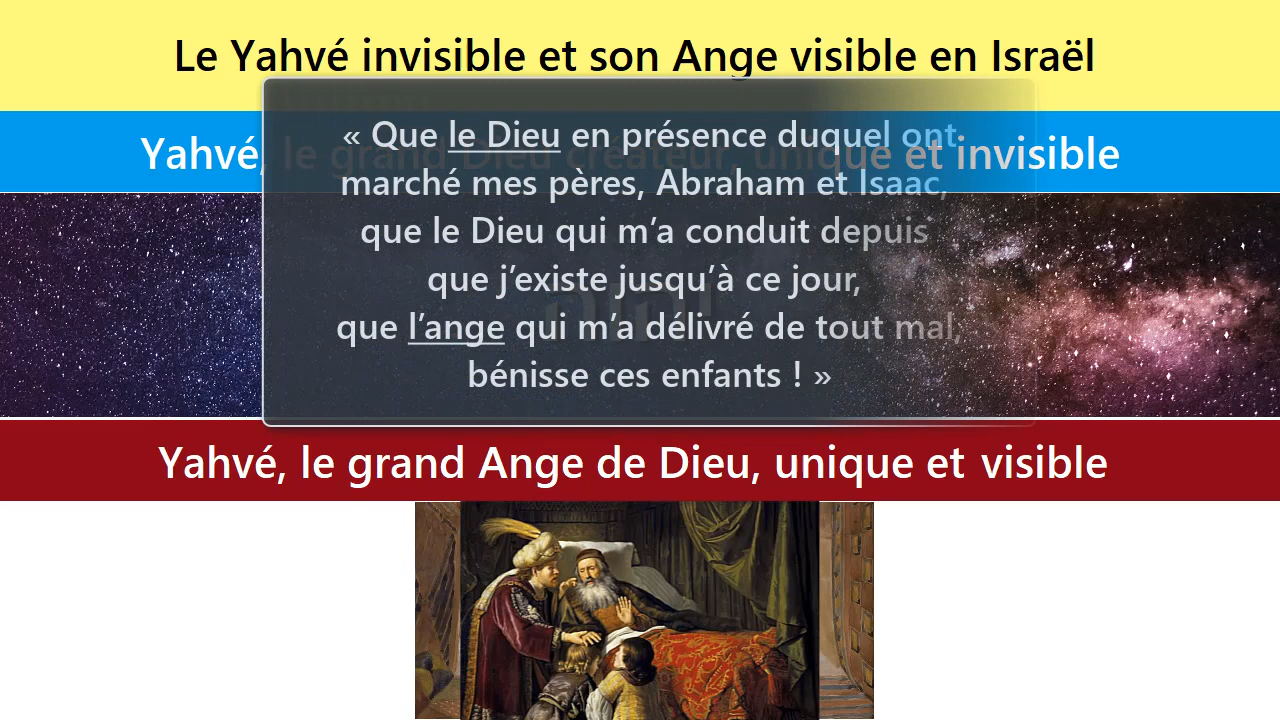 Le Yahvé invisible et son Ange visible en Israël
Yahvé, le grand Dieu créateur, unique et invisible
« Que le Dieu en présence duquel ont
marché mes pères, Abraham et Isaac,
que le Dieu qui m’a conduit depuis
que j’existe jusqu’à ce jour,
que l’ange qui m’a délivré de tout mal,
bénisse ces enfants ! »
Yahvé, le grand Ange de Dieu, unique et visible